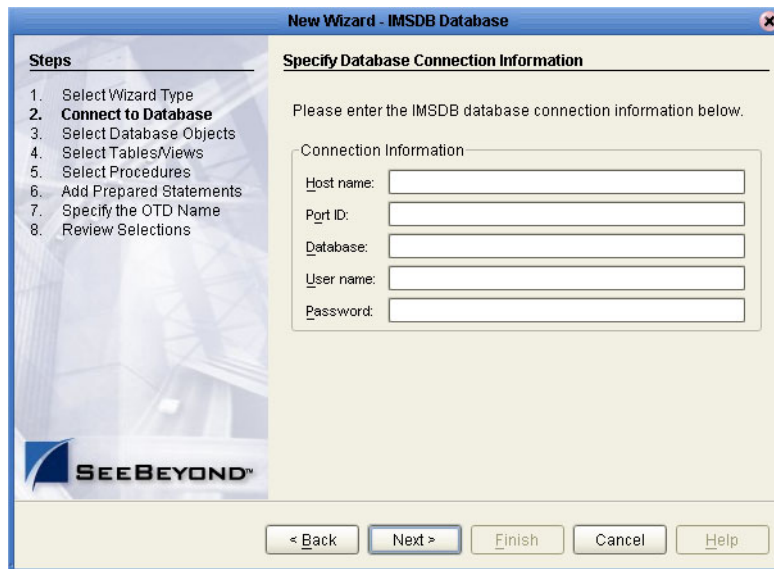 New Wizard - IMSDB Database
Steps
1. Select Wizard Type
2. Connect to Database
3. Select Database Objects
4. Select Tables/Views
5. Select Procedures
6. Add Prepared Statements
7. Specify the OTD Name
8. Review Selections
SEEBEYOND™
Specify Database Connection Information
Please enter the IMSDB database connection information below.
Connection Information
Host name:
Port ID:
Database:
User name:
Password:
< Back Next > Finish Cancel Help